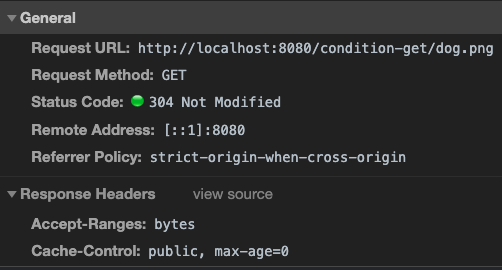 General
Request URL: http://localhost:8080/condition-get/dog.png
Request Method: GET
Status Code: 304 Not Modified
Remote Address: [::1]:8080
Referrer Policy: strict-origin-when-cross-origin
Response Headers view source
Accept-Ranges: bytes
Cache-Control: public, max-age=0